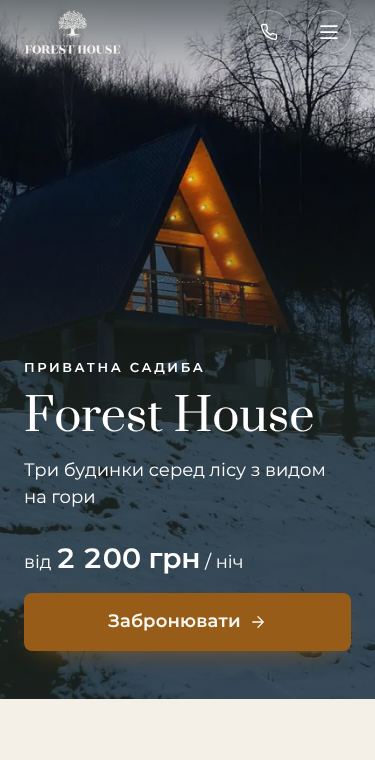 FOREST HOUSE
ПРИВАТНА САДИБА
Forest House
Три будинки серед лісу з видом
на гори
від 2 200 грн / ніч
Забронювати →